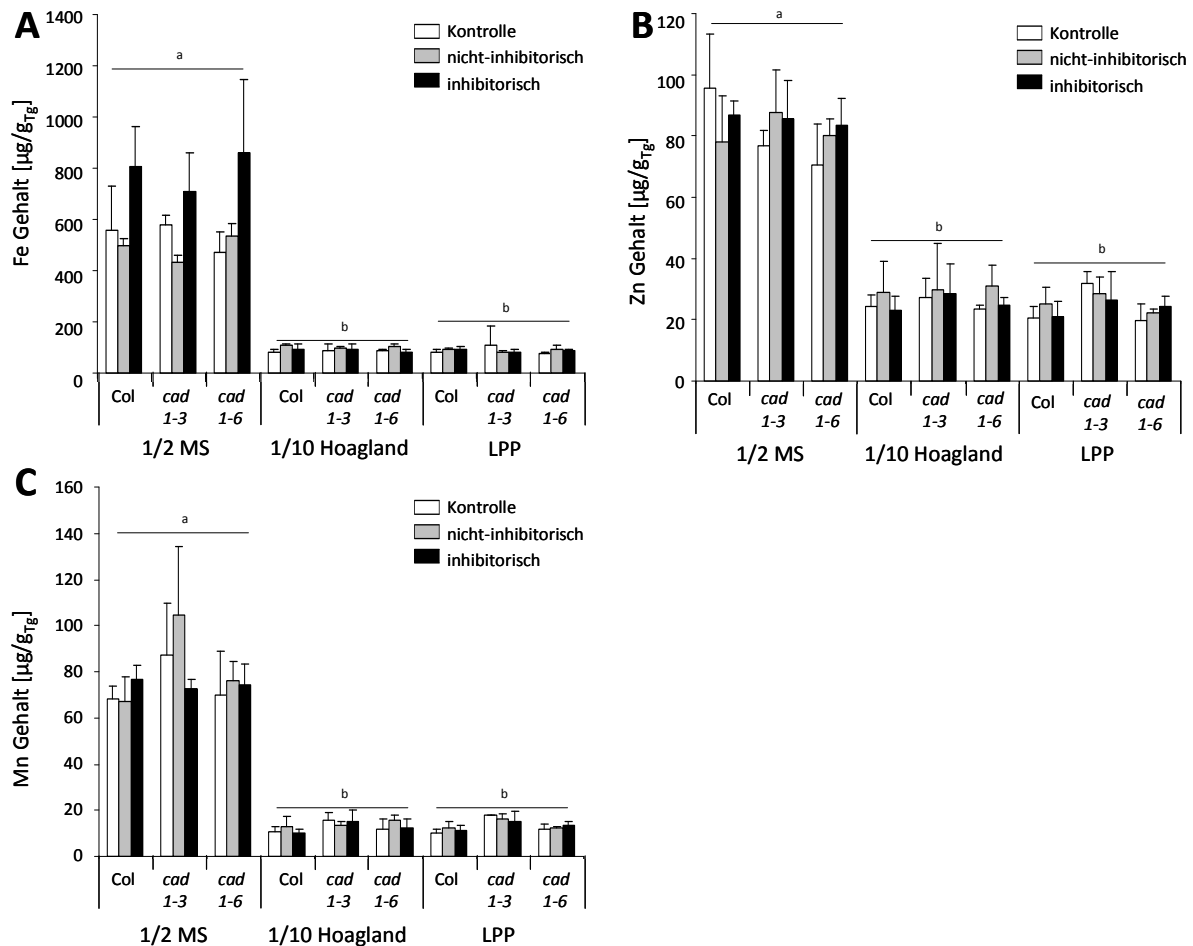 A
Fe Gehalt [µg/gTg]
1400
1200
1000
800
600
400
200
0
Kontrolle
nicht-inhibitorisch
inhibitorisch
a
b
b
Col
cad 1-3
cad 1-6
Col
cad 1-3
cad 1-6
Col
cad 1-3
cad 1-6
1/2 MS
1/10 Hoagland
LPP
B
Zn Gehalt [µg/gTg]
120
100
80
60
40
20
0
a
Kontrolle
nicht-inhibitorisch
inhibitorisch
b
b
Col
cad 1-3
cad 1-6
Col
cad 1-3
cad 1-6
Col
cad 1-3
cad 1-6
1/2 MS
1/10 Hoagland
LPP
C
Mn Gehalt [µg/gTg]
160
140
120
100
80
60
40
20
0
Kontrolle
nicht-inhibitorisch
inhibitorisch
a
b
b
Col
cad 1-3
cad 1-6
Col
cad 1-3
cad 1-6
Col
cad 1-3
cad 1-6
1/2 MS
1/10 Hoagland
LPP